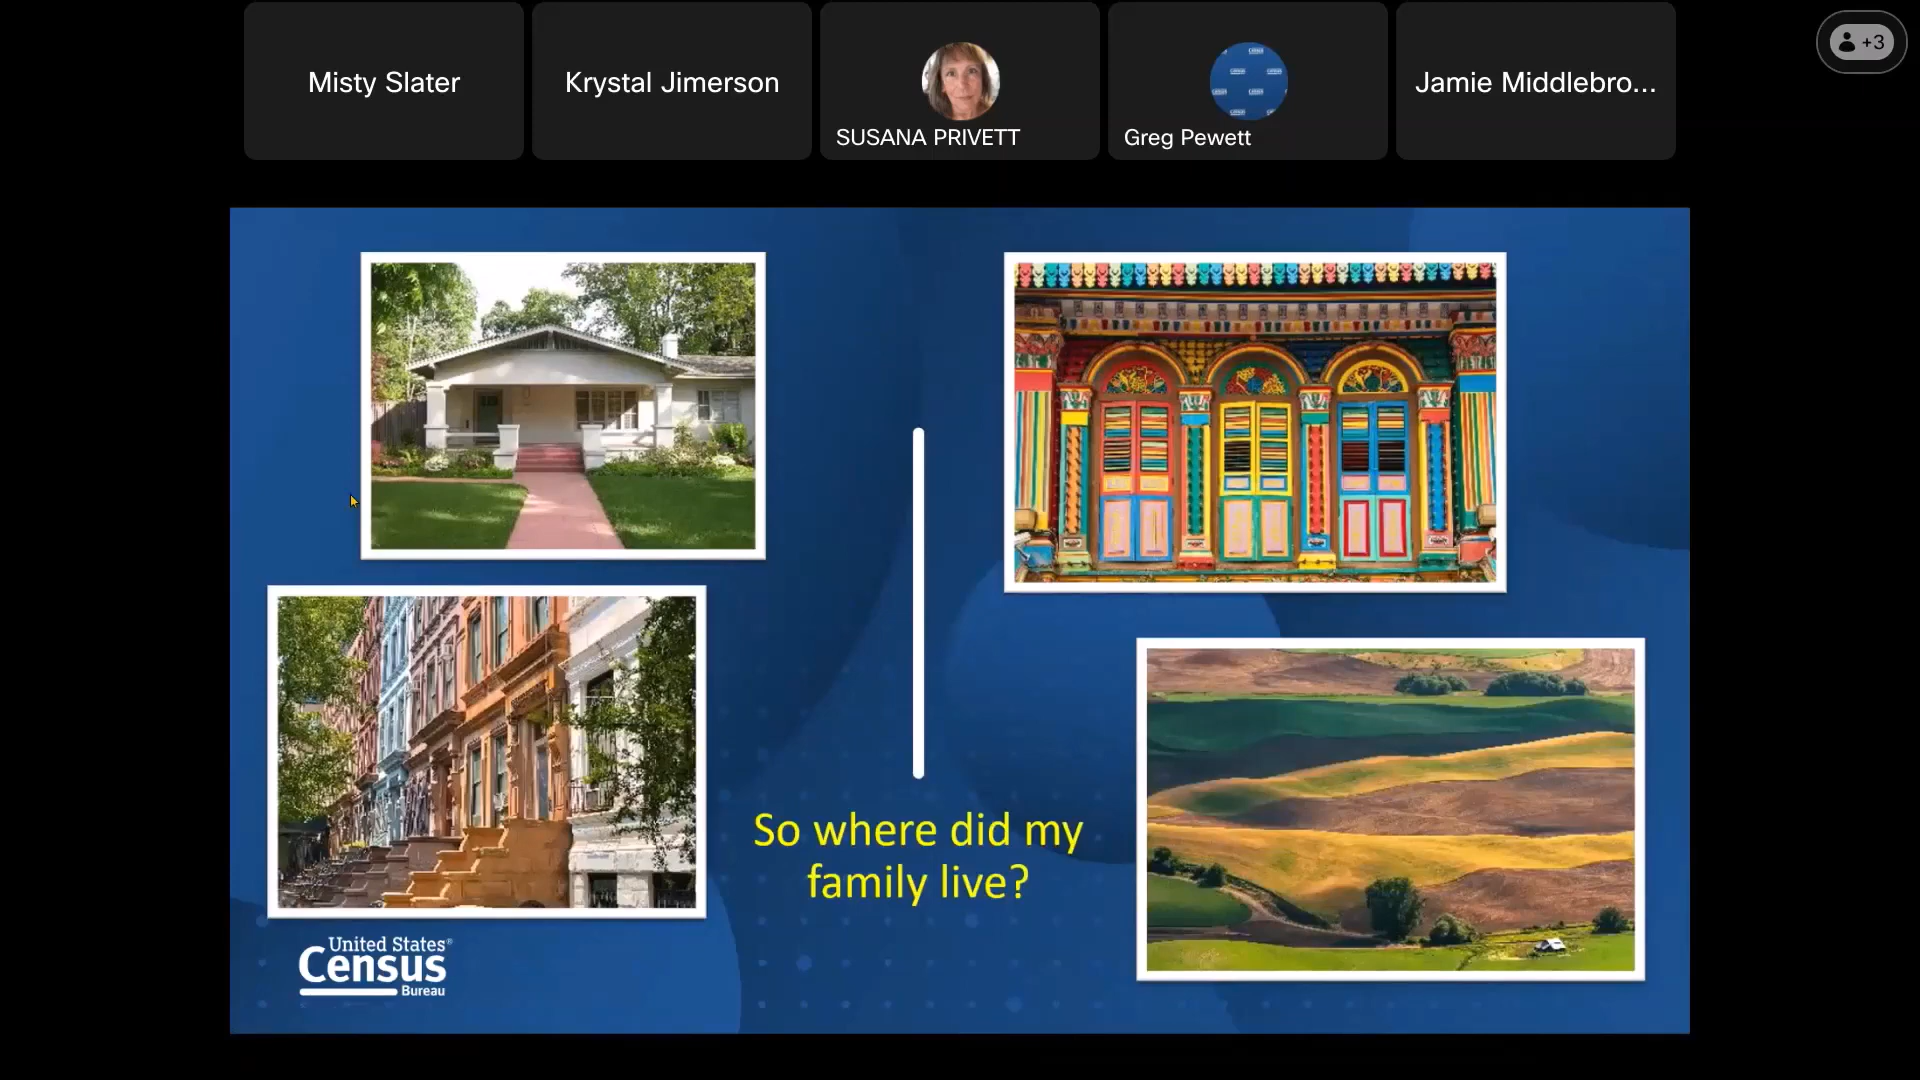 Misty Slater
Krystal Jimerson
SUSANA PRIVETT
Greg Pewett
Jamie Middlebro...
+3
So where did my
family live?
United States®
Census
Bureau